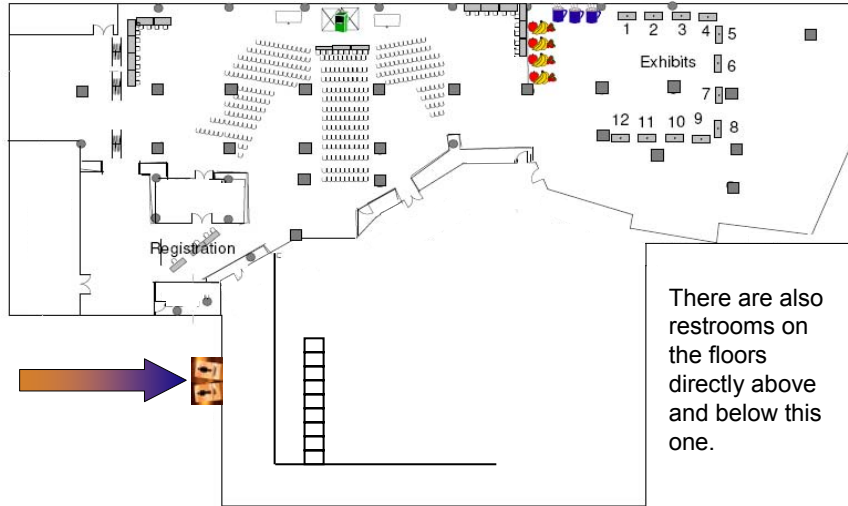 1 2 3 4
5
Exhibits 6
7
12 11 10 9
8
Registration
There are also
restrooms on
the floors
directly above
and below this
one.